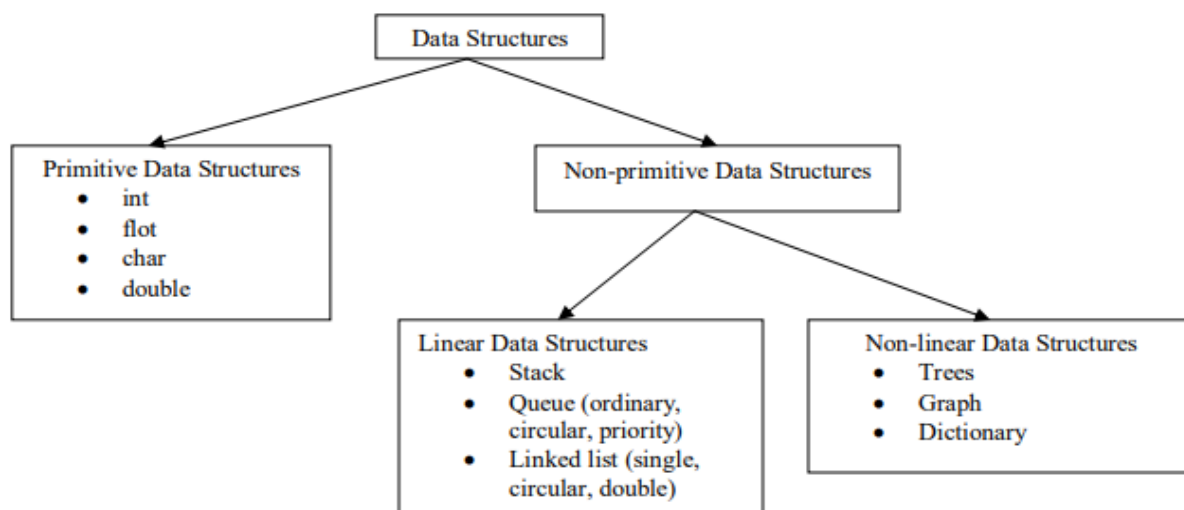 Data Structures
Primitive Data Structures
• int
• flot
• char
• double
Non-primitive Data Structures
Linear Data Structures
• Stack
• Queue (ordinary,
circular, priority)
• Linked list (single,
circular, double)
Non-linear Data Structures
• Trees
• Graph
• Dictionary